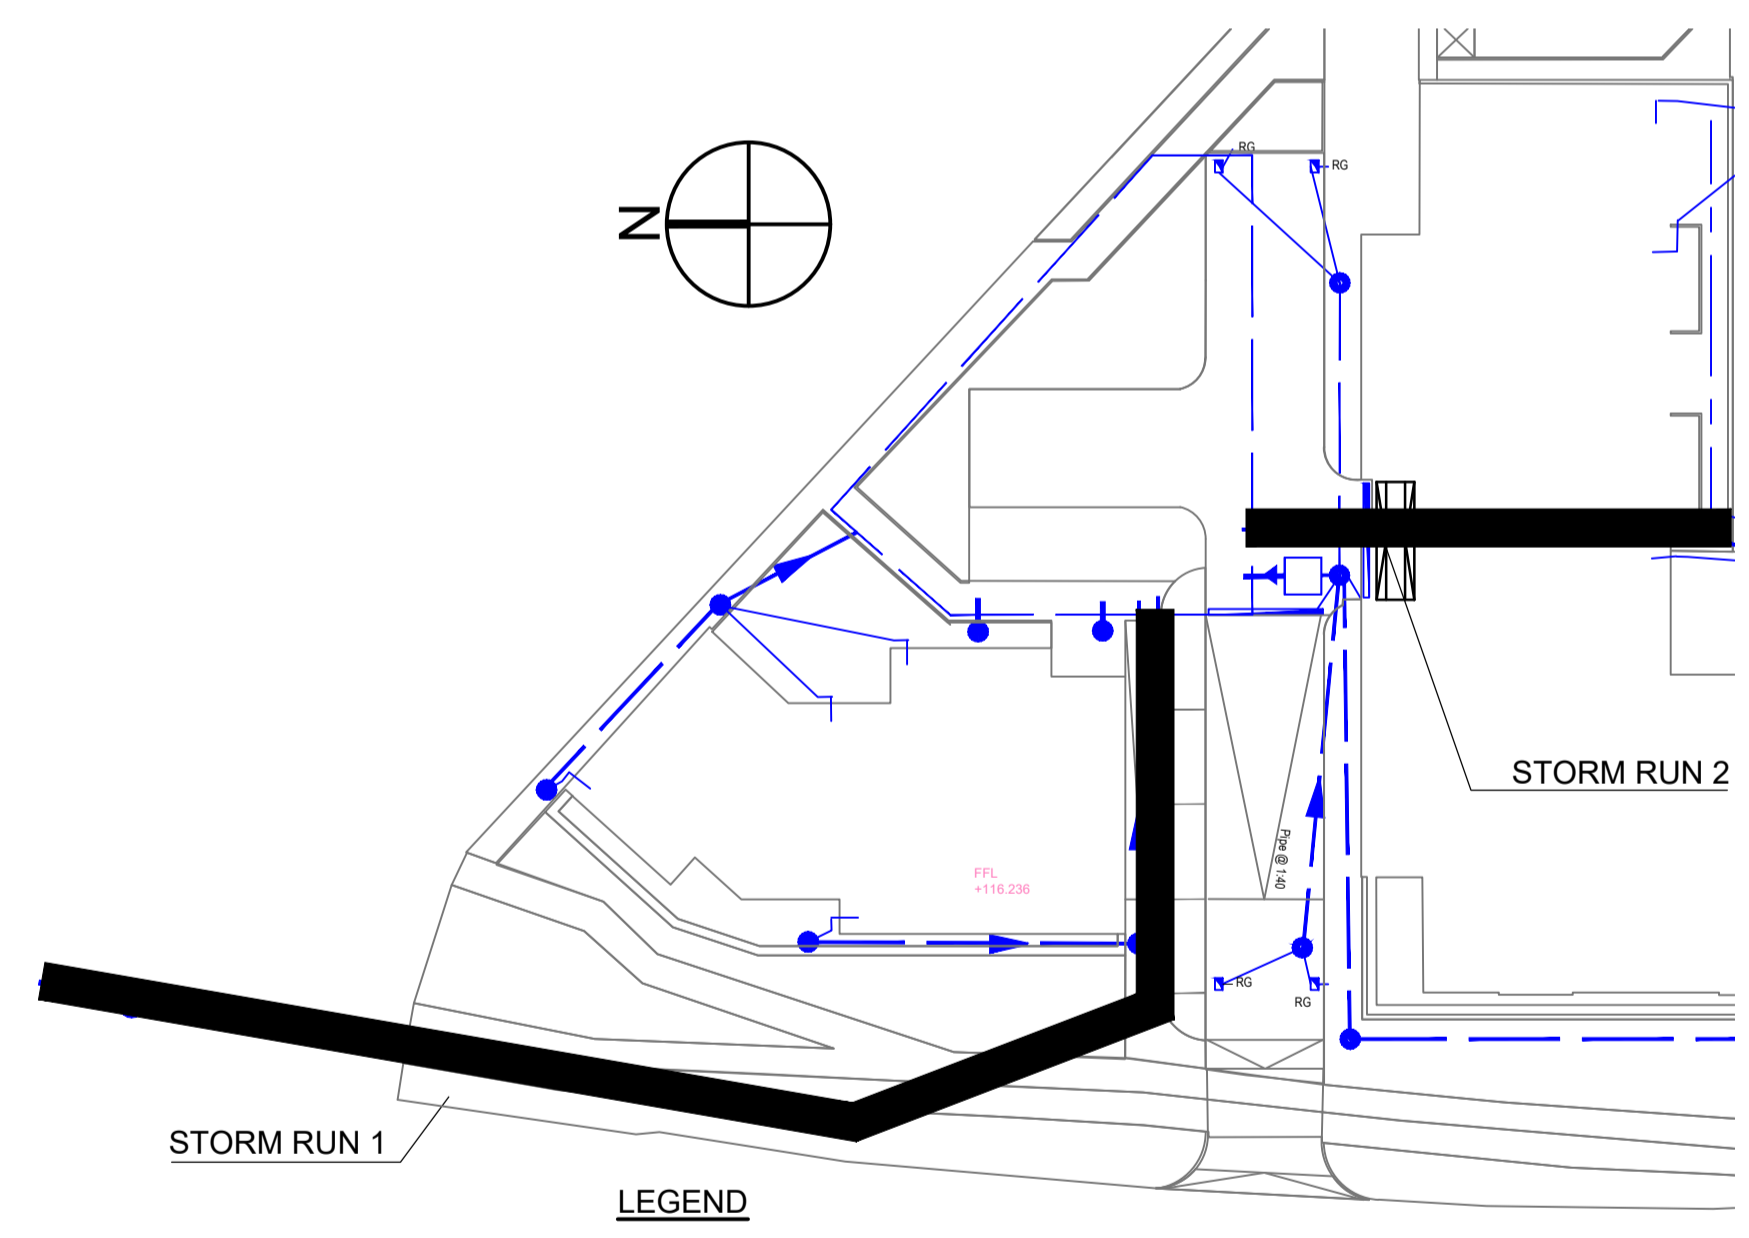 RG
RG
N
STORM RUN 2
Pipe @ 1:40
FFL
+116.236
RG
RG
STORM RUN 1
LEGEND